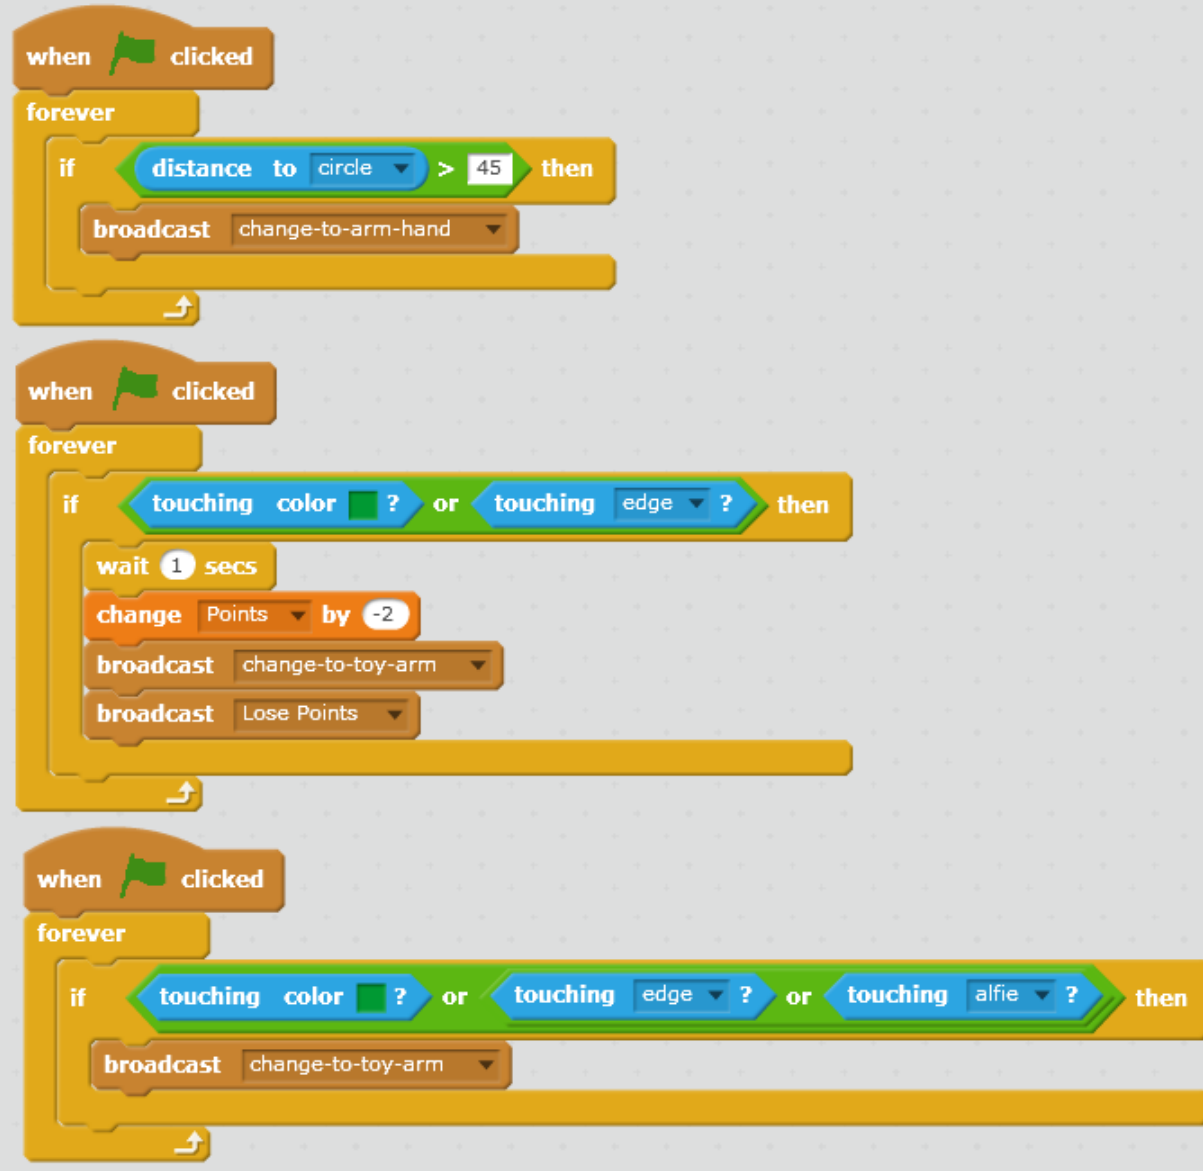 when clicked
forever
if distance to circle > 45 then
broadcast change-to-arm-hand
when clicked
forever
if touching color ? or touching edge ? then
wait 1 secs
change Points by -2
broadcast change-to-toy-arm
broadcast Lose Points
when clicked
forever
if touching color ? or touching edge ? or touching alfie ? then
broadcast change-to-toy-arm